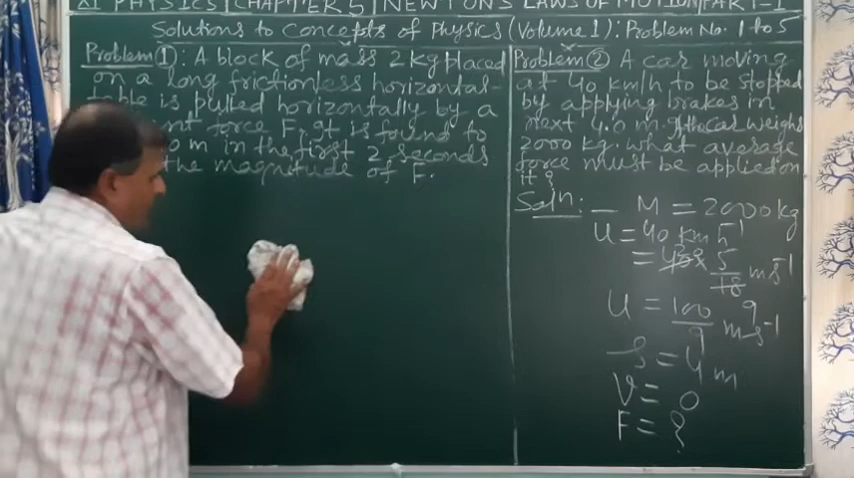 XI PHYSICS | CHAPTER 5 | NEWTON'S LAWS OF MOTION | PART-1
Solutions to Concepts of Physics (Volume 1): Problem No. 1 to 5
Problem ①: A block of mass 2 kg placed
on a long frictionless horizontal-
table is pulled horizontally by a
nt force F. It is found to
0 m in the first 2 seconds
the magnitude of F.
Problem ② A car moving
at 40 km/h to be stopped
by applying brakes in
next 4.0 m. If the car weighs
2000 kg. what average
force must be applied on
it ?
Soln: — M = 2000 kg
U = 40 km h⁻¹
= 40 × 5/18 ms⁻¹
U = 100/9 ms⁻¹
s = 4 m
V = 0
F = ?